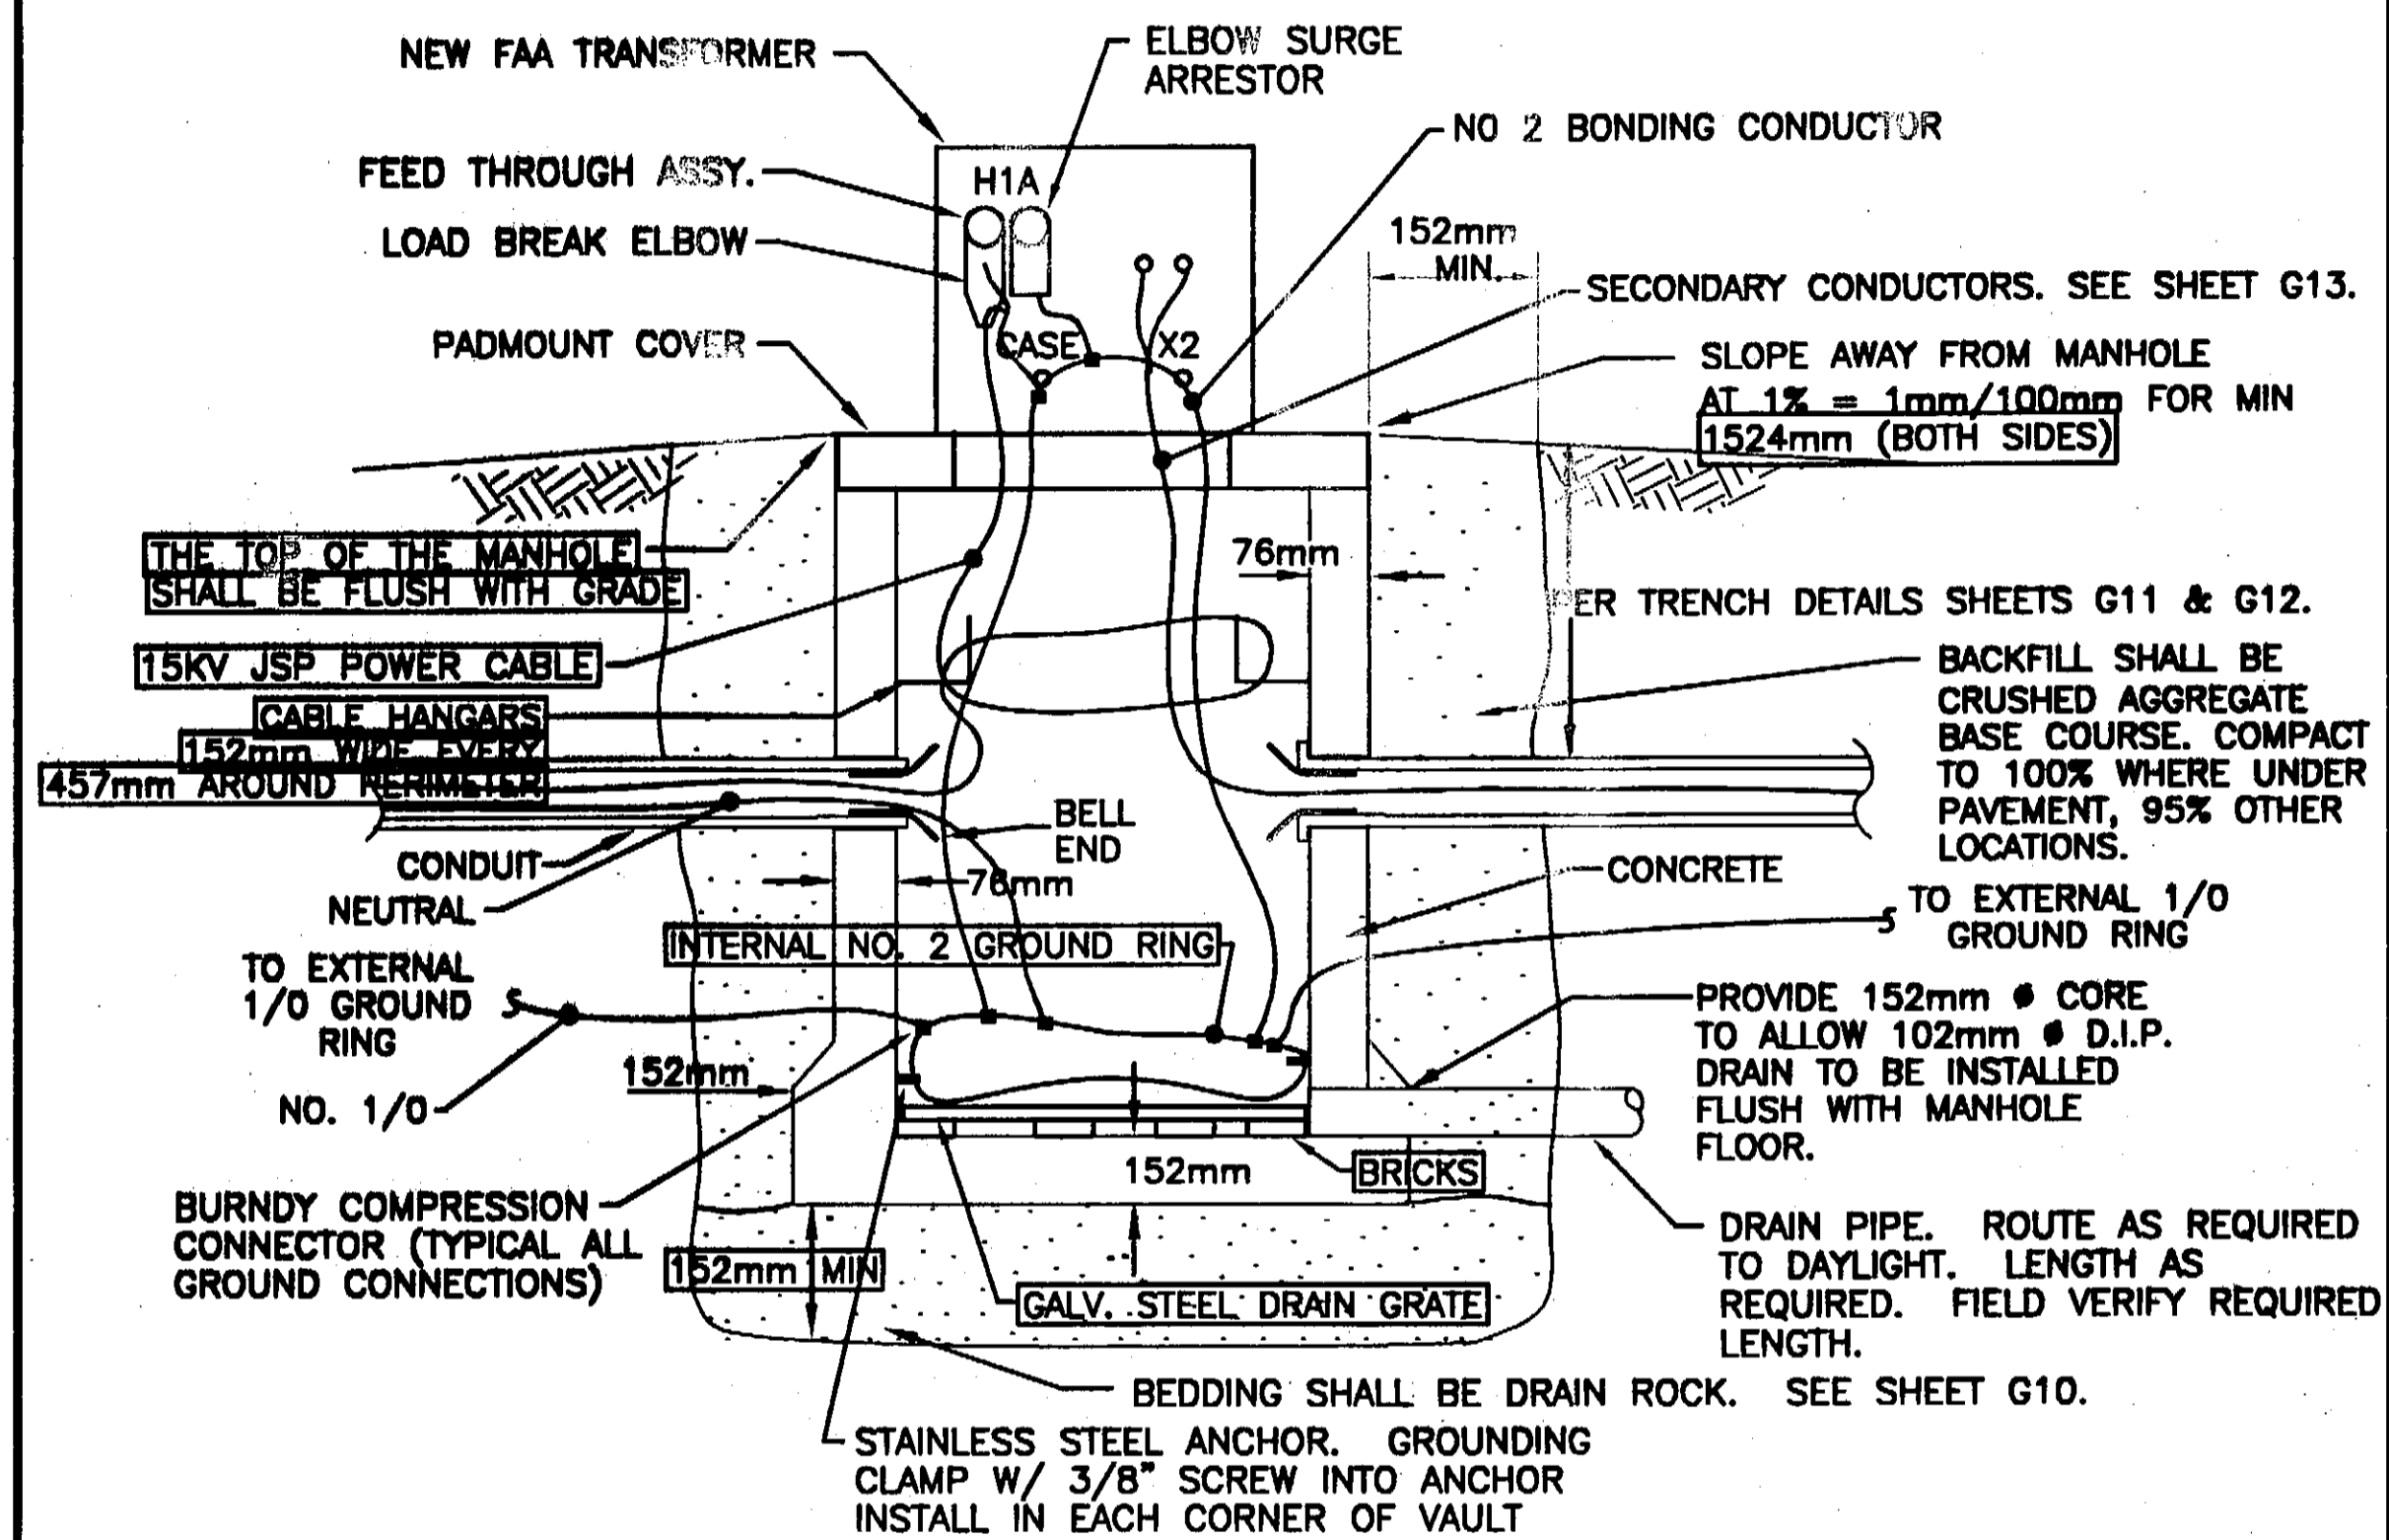 NEW FAA TRANSFORMER
ELBOW SURGE
ARRESTOR
NO 2 BONDING CONDUCTOR
FEED THROUGH ASSY.
H1A
LOAD BREAK ELBOW
152mm
MIN.
SECONDARY CONDUCTORS. SEE SHEET G13.
PADMOUNT COVER
CASE
X2
SLOPE AWAY FROM MANHOLE
AT 1% = 1mm/100mm FOR MIN
1524mm (BOTH SIDES)
THE TOP OF THE MANHOLE
SHALL BE FLUSH WITH GRADE
76mm
PER TRENCH DETAILS SHEETS G11 & G12.
15KV JSP POWER CABLE
BACKFILL SHALL BE
CRUSHED AGGREGATE
BASE COURSE. COMPACT
TO 100% WHERE UNDER
PAVEMENT, 95% OTHER
LOCATIONS.
CABLE HANGARS
152mm WIDE EVERY
457mm AROUND RERIMETER
BELL
END
CONDUIT
76mm
CONCRETE
NEUTRAL
TO EXTERNAL 1/0
GROUND RING
INTERNAL NO. 2 GROUND RING
TO EXTERNAL
1/0 GROUND
RING
PROVIDE 152mm ø CORE
TO ALLOW 102mm ø D.I.P.
DRAIN TO BE INSTALLED
FLUSH WITH MANHOLE
FLOOR.
152mm
NO. 1/0
152mm
BRICKS
BURNDY COMPRESSION
CONNECTOR (TYPICAL ALL
GROUND CONNECTIONS)
152mm MIN
GALV. STEEL DRAIN GRATE
DRAIN PIPE. ROUTE AS REQUIRED
TO DAYLIGHT. LENGTH AS
REQUIRED. FIELD VERIFY REQUIRED
LENGTH.
BEDDING SHALL BE DRAIN ROCK. SEE SHEET G10.
STAINLESS STEEL ANCHOR. GROUNDING
CLAMP W/ 3/8" SCREW INTO ANCHOR
INSTALL IN EACH CORNER OF VAULT